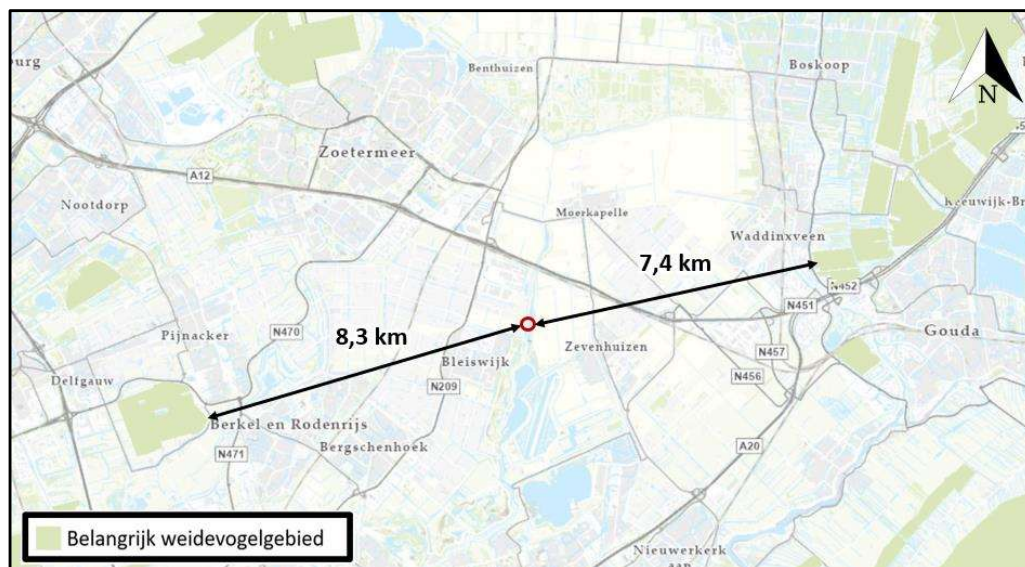 burg
Benthuizen
Boskoop
N
Zoetermeer
A12
Nootdorp
Moerkapelle
Waddinxveen
7,4 km
N452
N451
Pijnacker
N470
8,3 km
Bleiswijk
Zevenhuizen
Gouda
N457
Delfgauw
N209
N456
Berkel en Rodenrijs
Bergschenhoek
N471
A20
Belangrijk weidevogelgebied
Nieuwerkerk